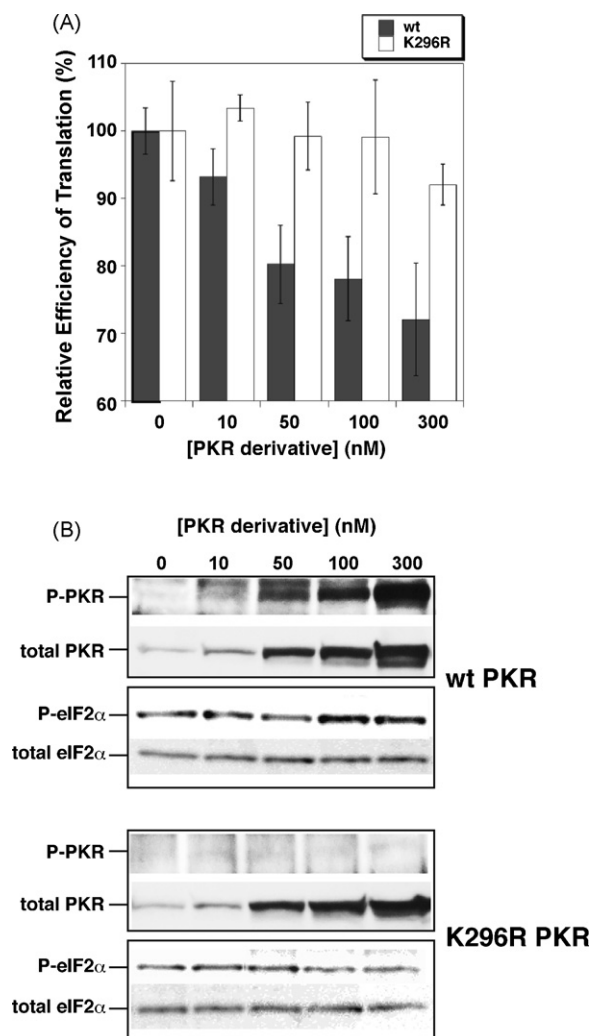 (A)
wt
K296R
Relative Efficiency of Translation (%)
110
100
90
80
70
60
0 10 50 100 300
[PKR derivative] (nM)
(B)
[PKR derivative] (nM)
0 10 50 100 300
P-PKR
total PKR
wt PKR
P-eIF2α
total eIF2α
P-PKR
total PKR
K296R PKR
P-eIF2α
total eIF2α